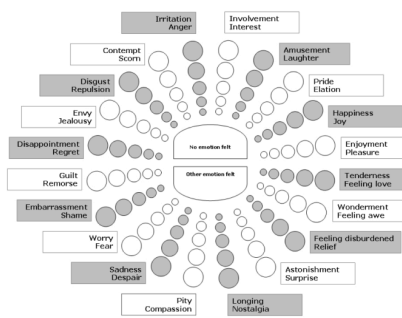 Irritation
Anger
Involvement
Interest
Contempt
Scorn
Amusement
Laughter
Disgust
Repulsion
Pride
Elation
Envy
Jealousy
Happiness
Joy
Disappointment
Regret
No emotion felt
Enjoyment
Pleasure
Guilt
Remorse
Other emotion felt
Tenderness
Feeling love
Embarrassment
Shame
Wonderment
Feeling awe
Worry
Fear
Feeling disburdened
Relief
Sadness
Despair
Astonishment
Surprise
Pity
Compassion
Longing
Nostalgia